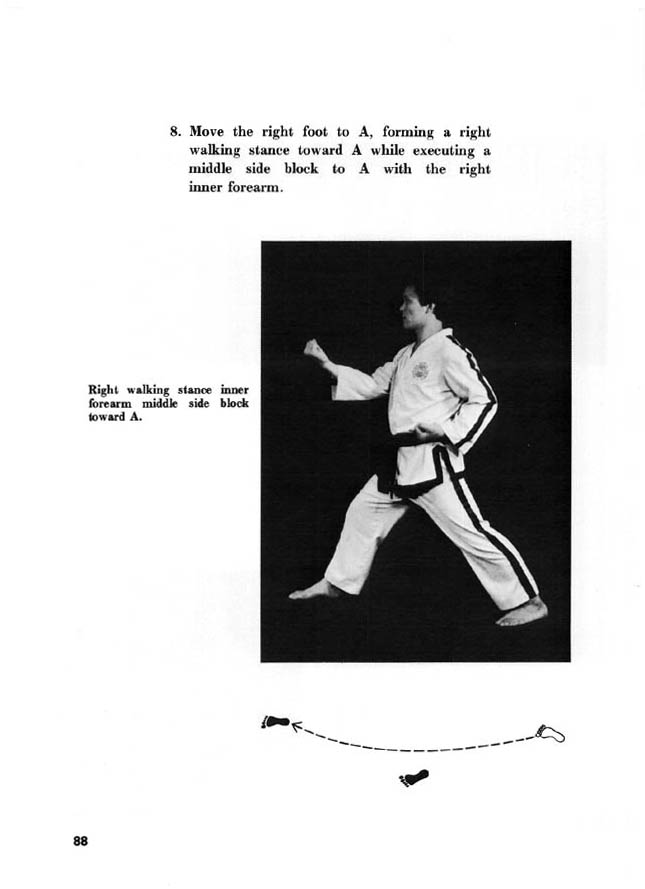 8. Move the right foot to A, forming a right
walking stance toward A while executing a
middle side block to A with the right
inner forearm.
Right walking stance inner
forearm middle side block
toward A.
88